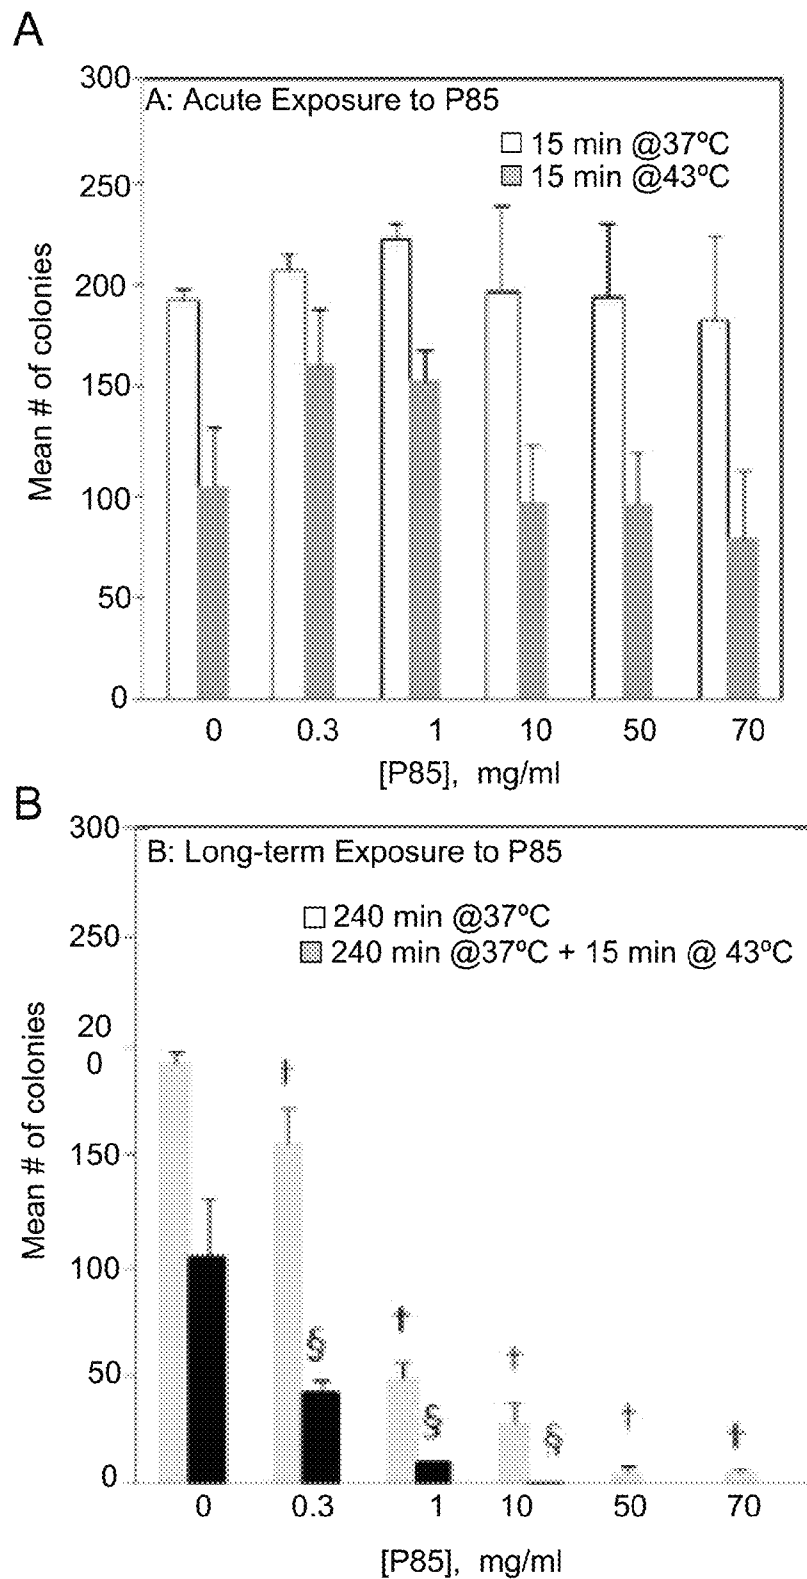 A
300
A: Acute Exposure to P85
15 min @37ºC
15 min @43ºC
250
200
150
100
50
0
Mean # of colonies
0 0.3 1 10 50 70
[P85], mg/ml
B
300
B: Long-term Exposure to P85
240 min @37ºC
240 min @37ºC + 15 min @ 43ºC
250
20
0
150
100
50
0
Mean # of colonies
†
§
†
§
†
§
†
†
0 0.3 1 10 50 70
[P85], mg/ml